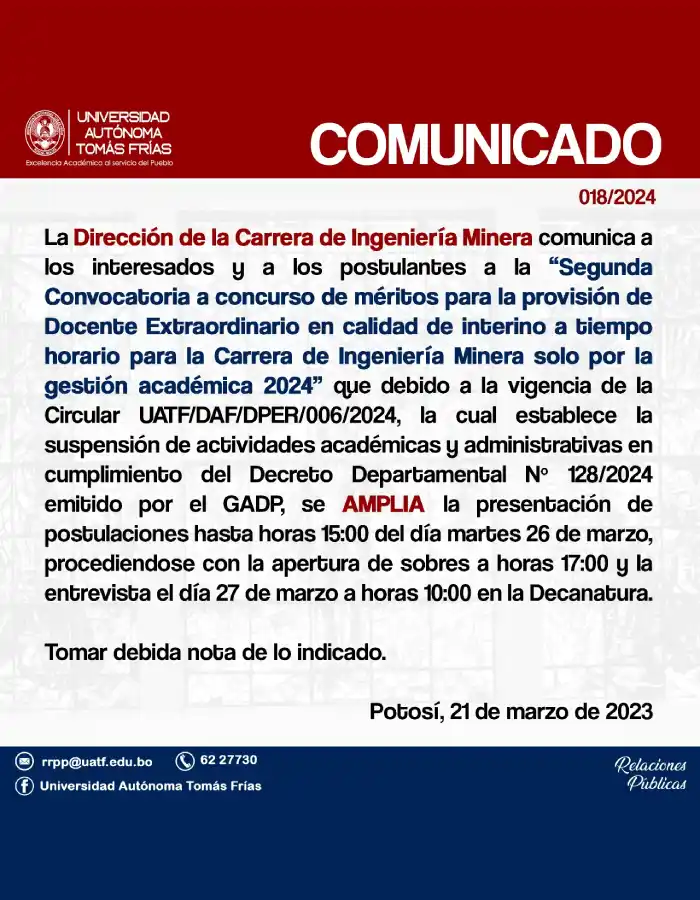 UNIVERSIDAD
AUTÓNOMA
TOMÁS FRÍAS
Excelencia Académica al servicio del Pueblo
COMUNICADO
018/2024
La Dirección de la Carrera de Ingeniería Minera comunica a
los interesados y a los postulantes a la “Segunda
Convocatoria a concurso de méritos para la provisión de
Docente Extraordinario en calidad de interino a tiempo
horario para la Carrera de Ingeniería Minera solo por la
gestión académica 2024” que debido a la vigencia de la
Circular UATF/DAF/DPER/006/2024, la cual establece la
suspensión de actividades académicas y administrativas en
cumplimiento del Decreto Departamental Nº 128/2024
emitido por el GADP, se AMPLIA la presentación de
postulaciones hasta horas 15:00 del día martes 26 de marzo,
procediendose con la apertura de sobres a horas 17:00 y la
entrevista el día 27 de marzo a horas 10:00 en la Decanatura.
Tomar debida nota de lo indicado.
Potosí, 21 de marzo de 2023
rrpp@uatf.edu.bo 62 27730
Universidad Autónoma Tomás Frías
Relaciones
Públicas